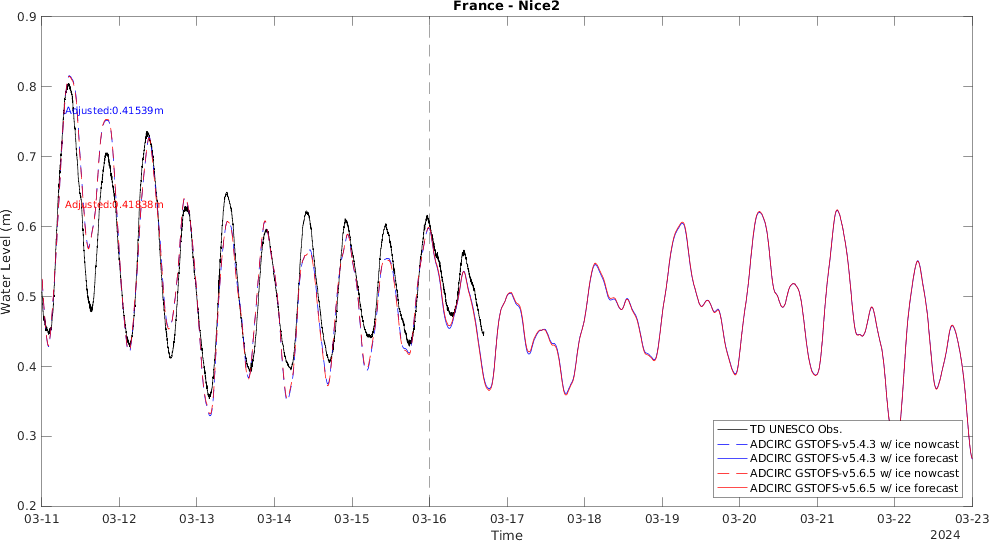 France - Nice2
0.9
0.8
0.7
0.6
0.5
0.4
0.3
0.2
Water Level (m)
Adjusted:0.41539m
Adjusted:0.41838m
TD UNESCO Obs.
ADCIRC GSTOFS-v5.4.3 w/ ice nowcast
ADCIRC GSTOFS-v5.4.3 w/ ice forecast
ADCIRC GSTOFS-v5.6.5 w/ ice nowcast
ADCIRC GSTOFS-v5.6.5 w/ ice forecast
03-11 03-12 03-13 03-14 03-15 03-16 03-17 03-18 03-19 03-20 03-21 03-22 03-23
Time
2024